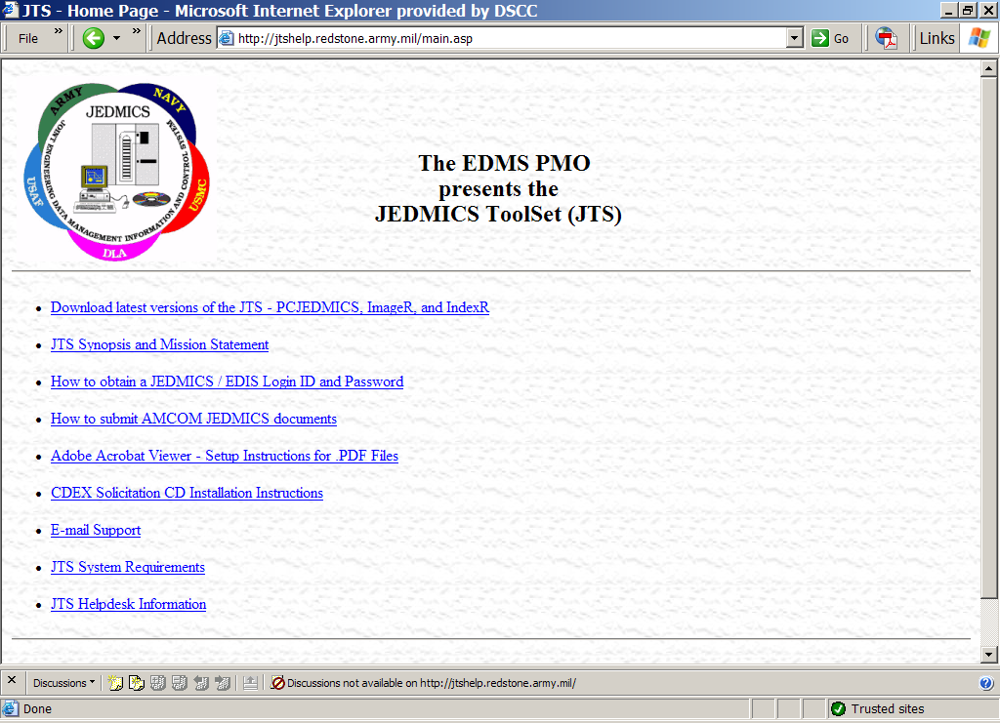 JTS - Home Page - Microsoft Internet Explorer provided by DSCC
File
Address http://jtshelp.redstone.army.mil/main.asp Go Links
ARMY NAVY USMC DLA USAF
JEDMICS
JOINT ENGINEERING DATA MANAGEMENT INFORMATION AND CONTROL SYSTEM
The EDMS PMO
presents the
JEDMICS ToolSet (JTS)
Download latest versions of the JTS - PCJEDMICS, ImageR, and IndexR
JTS Synopsis and Mission Statement
How to obtain a JEDMICS / EDIS Login ID and Password
How to submit AMCOM JEDMICS documents
Adobe Acrobat Viewer - Setup Instructions for .PDF Files
CDEX Solicitation CD Installation Instructions
E-mail Support
JTS System Requirements
JTS Helpdesk Information
Discussions Discussions not available on http://jtshelp.redstone.army.mil/
Done Trusted sites